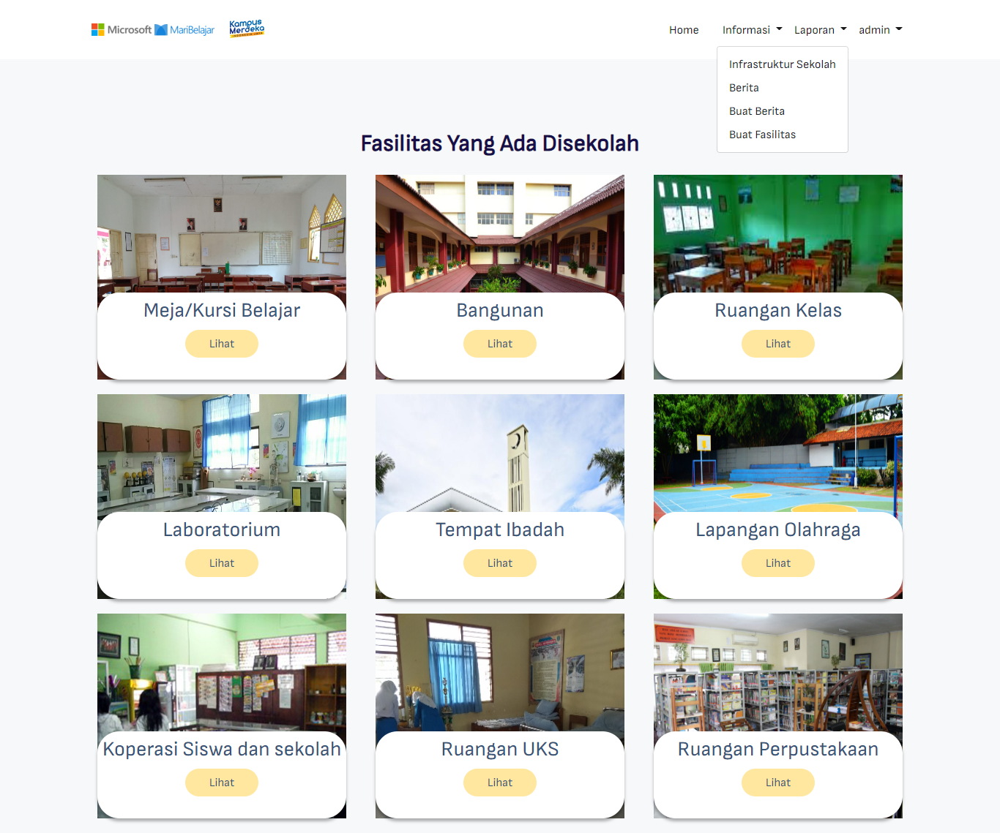 Microsoft MariBelajar
Kampus
Merdeka
INDONESIA JAYA
Home
Informasi
Laporan
admin
Infrastruktur Sekolah
Berita
Buat Berita
Buat Fasilitas
Fasilitas Yang Ada Disekolah
Meja/Kursi Belajar
Lihat
Bangunan
Lihat
Ruangan Kelas
Lihat
Laboratorium
Lihat
Tempat Ibadah
Lihat
Lapangan Olahraga
Lihat
Koperasi Siswa dan sekolah
Lihat
Ruangan UKS
Lihat
Ruangan Perpustakaan
Lihat